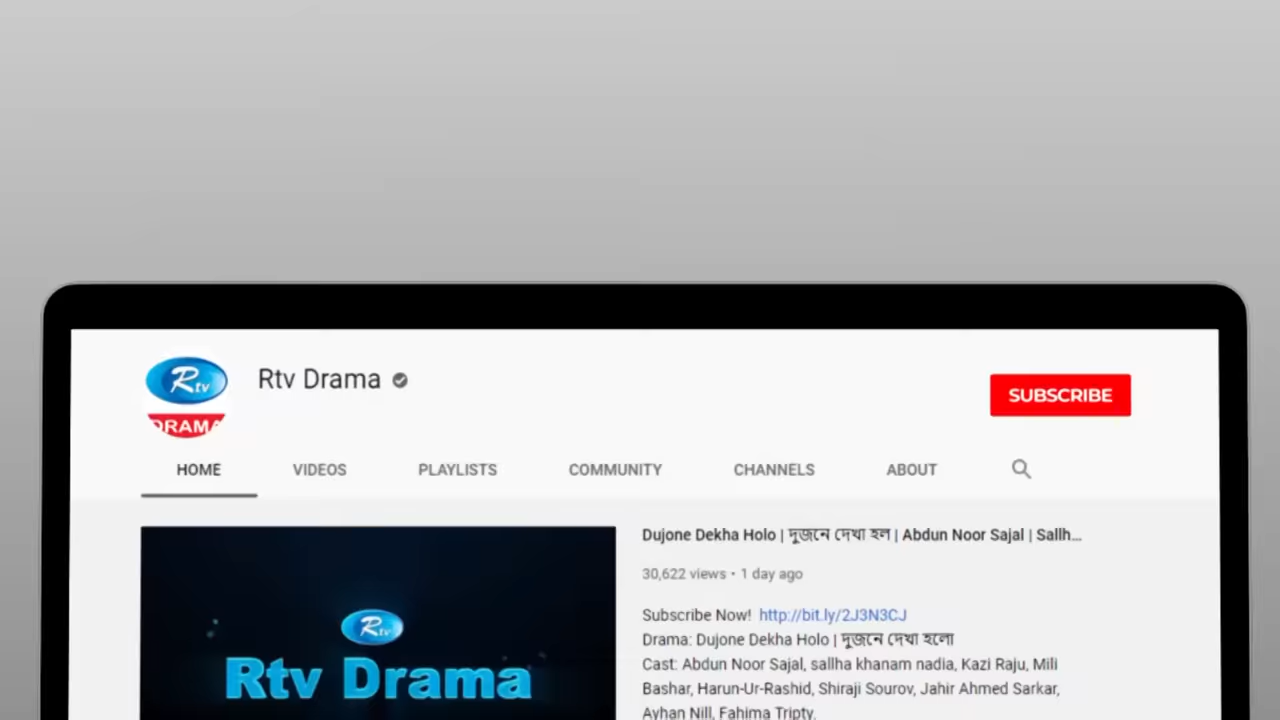 Rtv
DRAMA
Rtv Drama
SUBSCRIBE
HOME
VIDEOS
PLAYLISTS
COMMUNITY
CHANNELS
ABOUT
Rtv
Rtv Drama
Dujone Dekha Holo | দুজনে দেখা হল | Abdun Noor Sajal | Sallh...
30,622 views • 1 day ago
Subscribe Now! http://bit.ly/2J3N3CJ
Drama: Dujone Dekha Holo | দুজনে দেখা হলো
Cast: Abdun Noor Sajal, sallha khanam nadia, Kazi Raju, Mili
Bashar, Harun-Ur-Rashid, Shiraji Sourov, Jahir Ahmed Sarkar,
Ayhan Nill, Fahima Tripty.